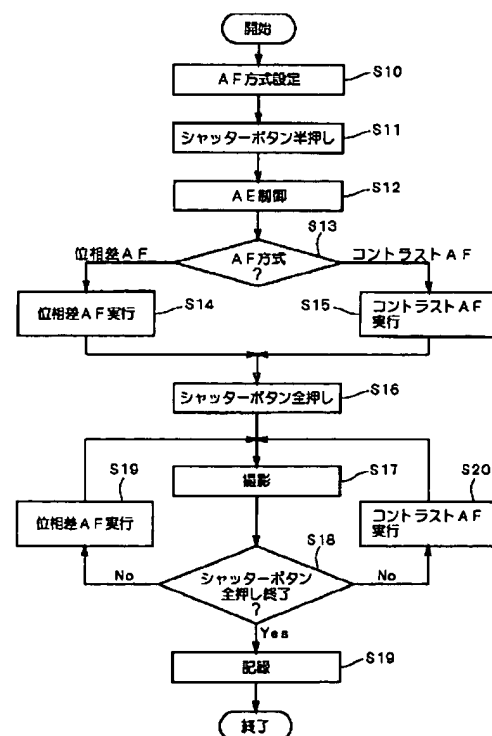 開始
AF方式設定
S10
シャッターボタン半押し
S11
AE制御
S12
S13
位相差AF
AF方式
?
コントラストAF
位相差AF実行
S14
S15
コントラストAF
実行
シャッターボタン全押し
S16
S19
撮影
S17
S20
位相差AF実行
コントラストAF
実行
S18
シャッターボタン
全押し終了
?
No
No
Yes
記録
S19
終了